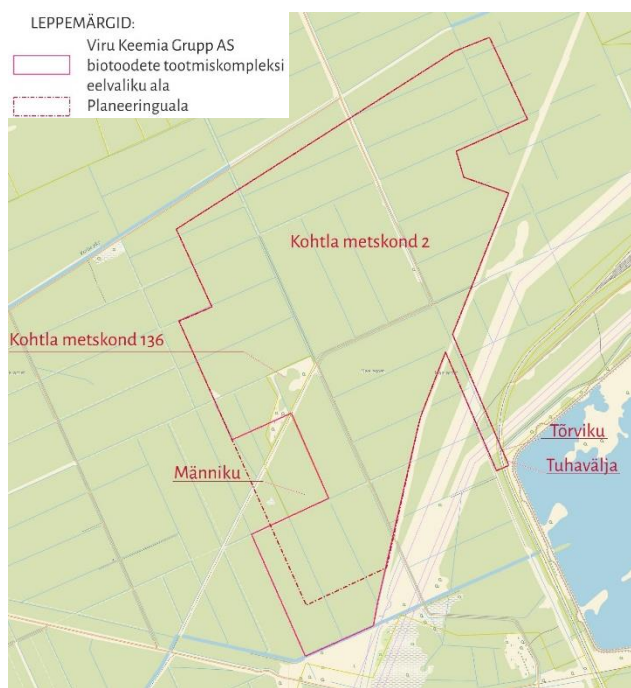 LEPPEMÄRGID:
Viru Keemia Grupp AS
biotoodete tootmiskompleksi
eelvaliku ala
Planeeringuala
Kohtla metskond 2
Kohtla metskond 136
Männiku
Tõrviku
Tuhavälja